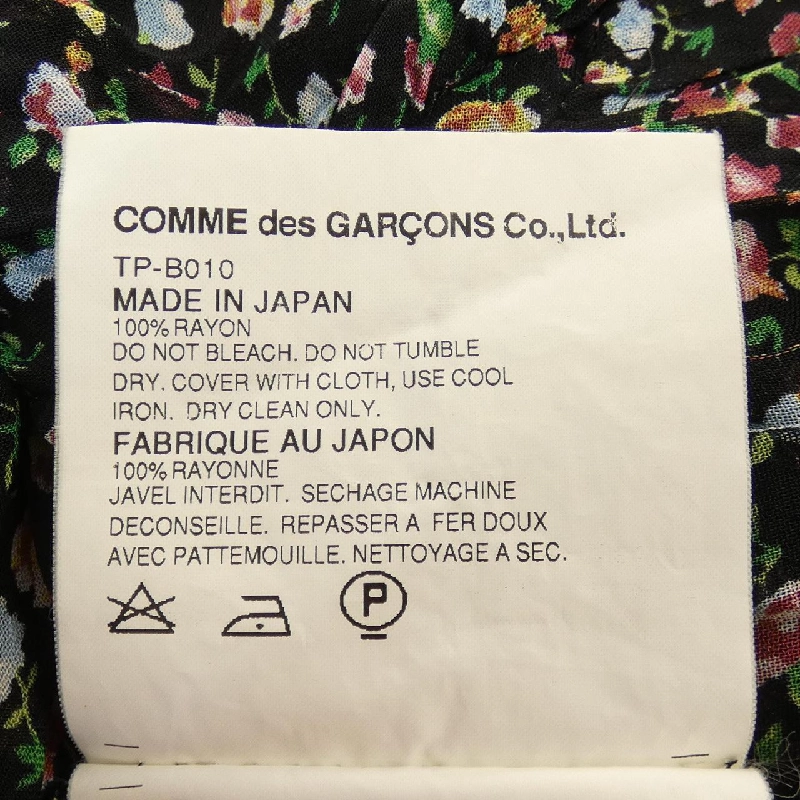 COMME des GARÇONS Co.,Ltd.
TP-B010
MADE IN JAPAN
100% RAYON
DO NOT BLEACH. DO NOT TUMBLE
DRY. COVER WITH CLOTH, USE COOL
IRON. DRY CLEAN ONLY.
FABRIQUE AU JAPON
100% RAYONNE
JAVEL INTERDIT. SECHAGE MACHINE
DECONSEILLE. REPASSER A FER DOUX
AVEC PATTEMOUILLE. NETTOYAGE A SEC.
P